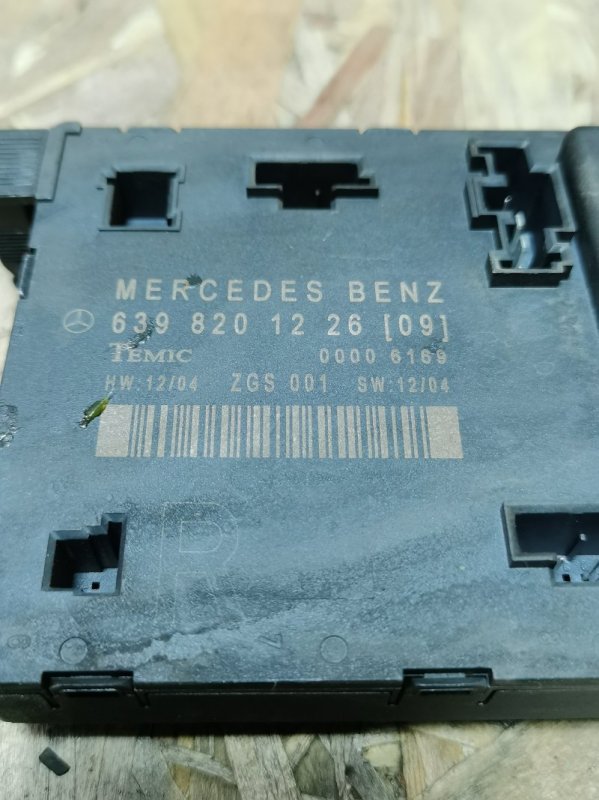 MERCEDES BENZ
639 820 12 26 [09]
TEMIC 0000 6169
HW:12/04 ZGS 001 SW:12/04
R